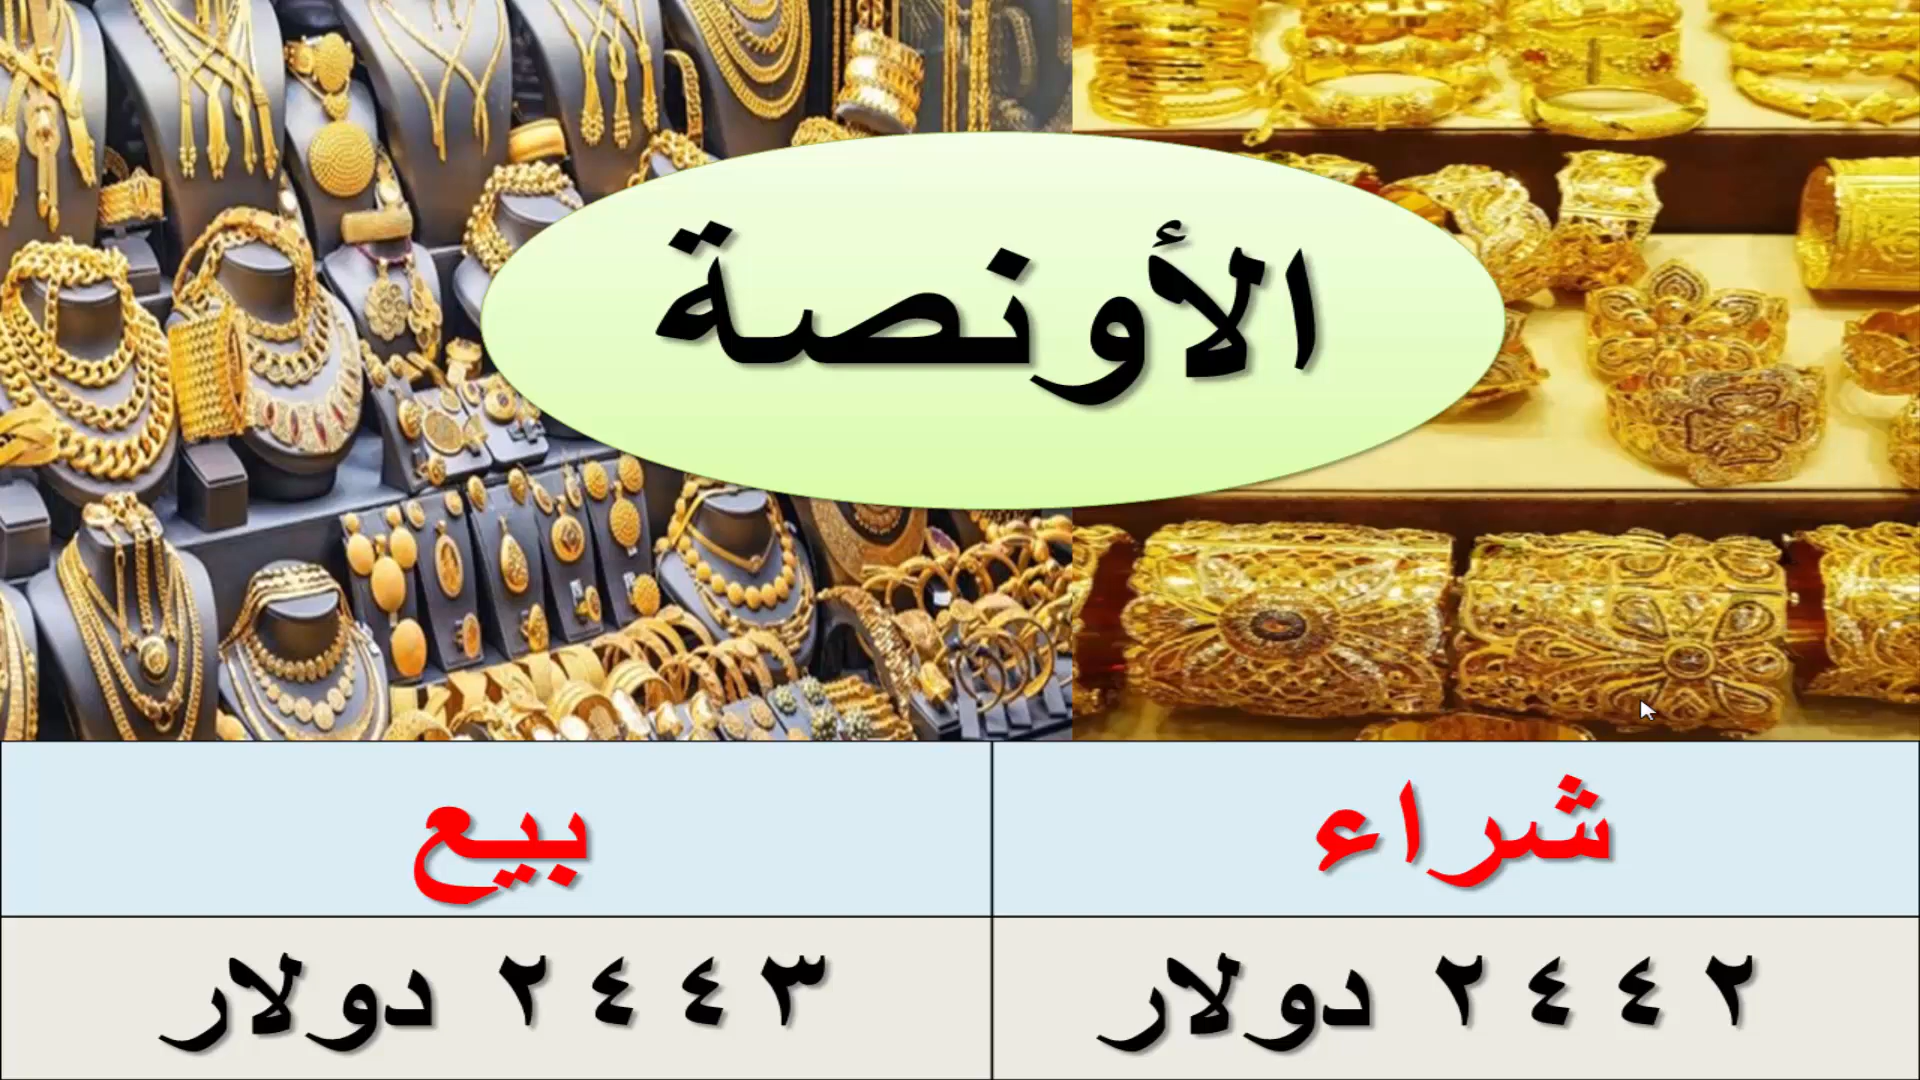 الأونصة
شراء
بيع
٢٤٤٢ دولار
٢٤٤٣ دولار